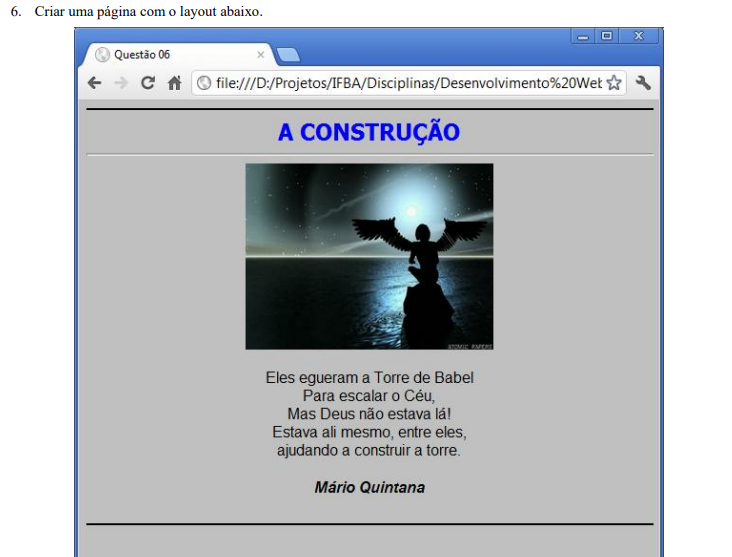 6. Criar uma página com o layout abaixo.
Questão 06
file:///D:/Projetos/IFBA/Disciplinas/Desenvolvimento%20Web
A CONSTRUÇÃO
ATOMIC PAPERS
Eles egueram a Torre de Babel
Para escalar o Céu,
Mas Deus não estava lá!
Estava ali mesmo, entre eles,
ajudando a construir a torre.
Mário Quintana